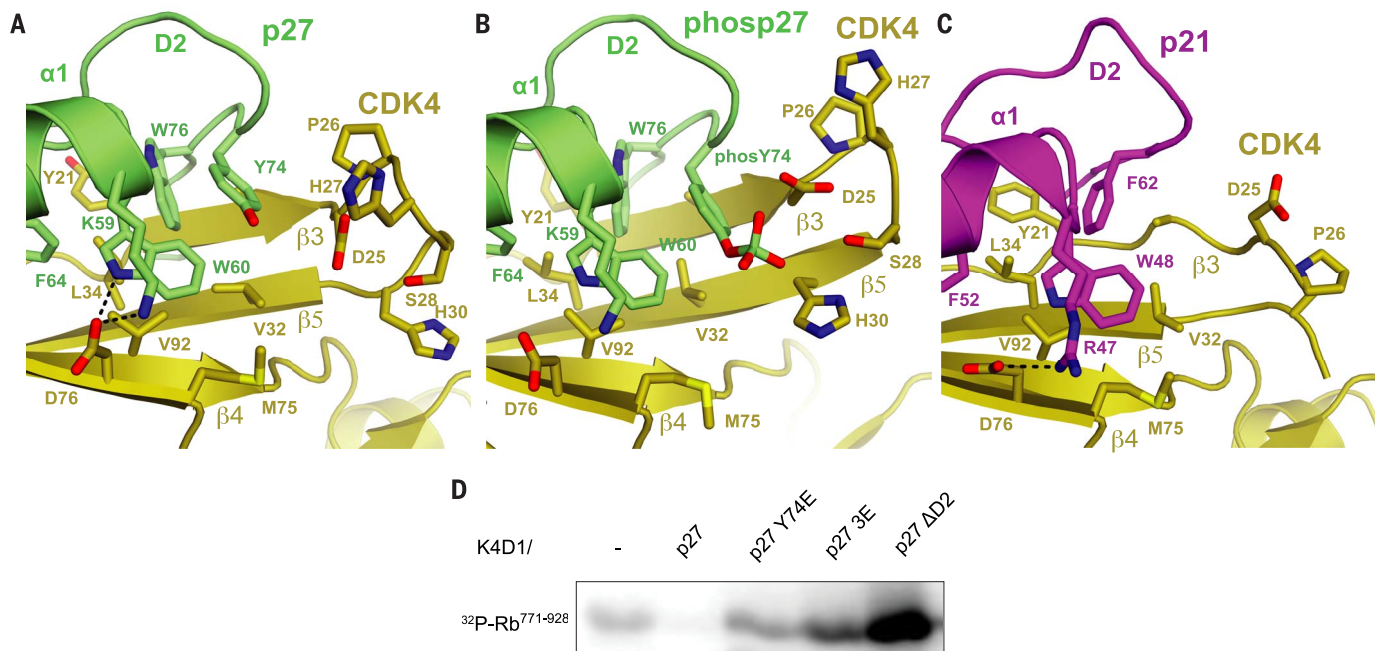 A
p27
D2
α1
CDK4
W76
P26
Y21
Y74
H27
K59
β3
D25
F64
W60
L34
S28
β5
H30
V32
V92
D76
M75
β4
B
phosp27
CDK4
D2
α1
H27
P26
W76
phosY74
D25
Y21
β3
K59
W60
F64
S28
L34
β5
H30
V32
V92
D76
M75
β4
C
p21
D2
α1
CDK4
F62
D25
Y21
L34
P26
W48
β3
F52
V92
V32
R47
β5
D76
M75
β4
D
K4D1/
-
p27
p27 Y74E
p27 3E
p27 ΔD2
³²P-Rb⁷⁷¹⁻⁹²⁸